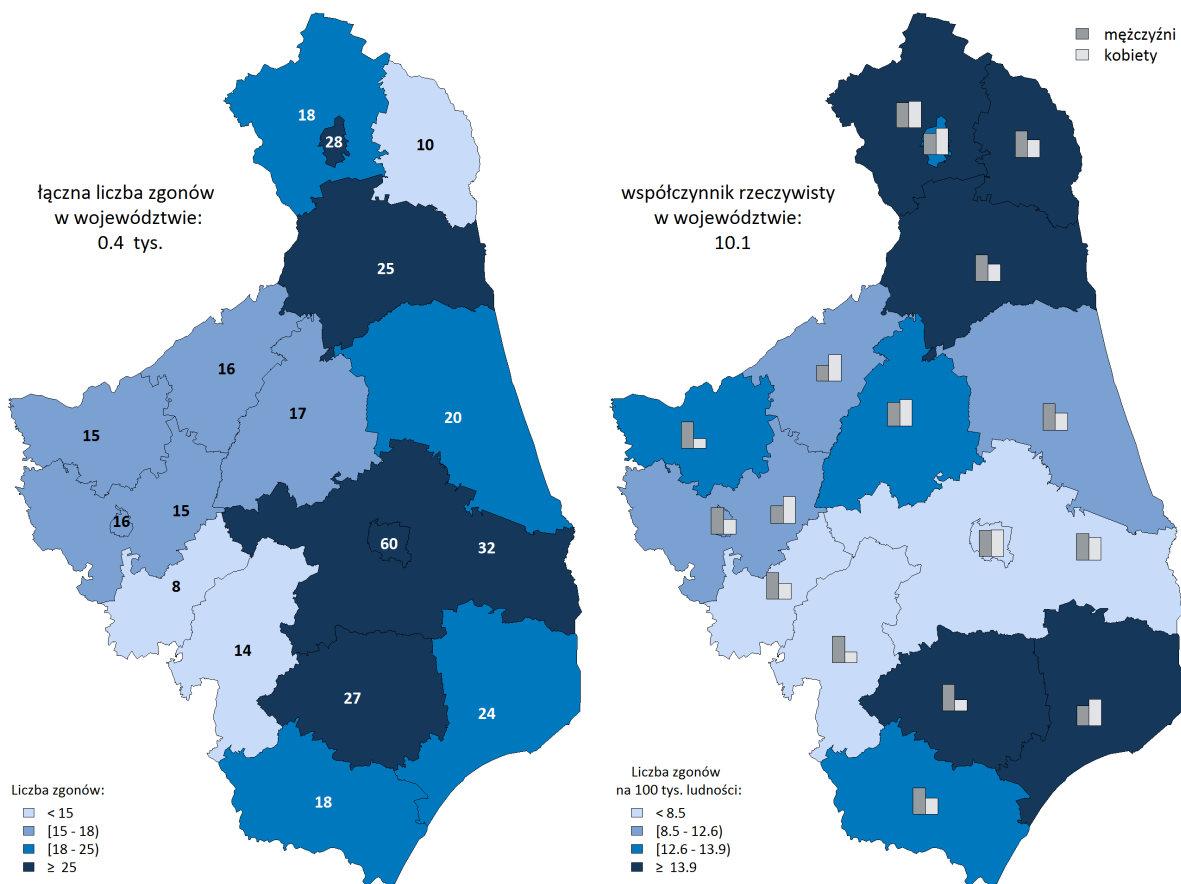 mężczyźni
kobiety
18
28
10
łączna liczba zgonów
w województwie:
0.4 tys.
współczynnik rzeczywisty
w województwie:
10.1
25
16
17
20
15
15
16
60
32
8
14
27
24
18
Liczba zgonów:
< 15
[15 - 18)
[18 - 25)
≥ 25
Liczba zgonów
na 100 tys. ludności:
< 8.5
[8.5 - 12.6)
[12.6 - 13.9)
≥ 13.9